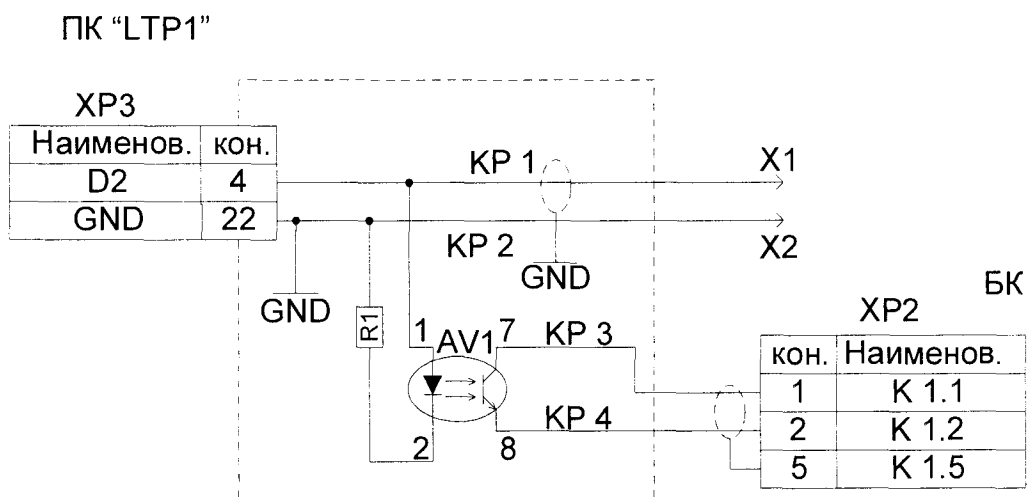 ПК "LTP1"
XP3
Наименов. кон.
D2 4
GND 22
KP 1
X1
KP 2
X2
GND
GND
R1
1 AV1 7
KP 3
KP 4
2 8
БК
XP2
кон. Наименов.
1 K 1.1
2 K 1.2
5 K 1.5